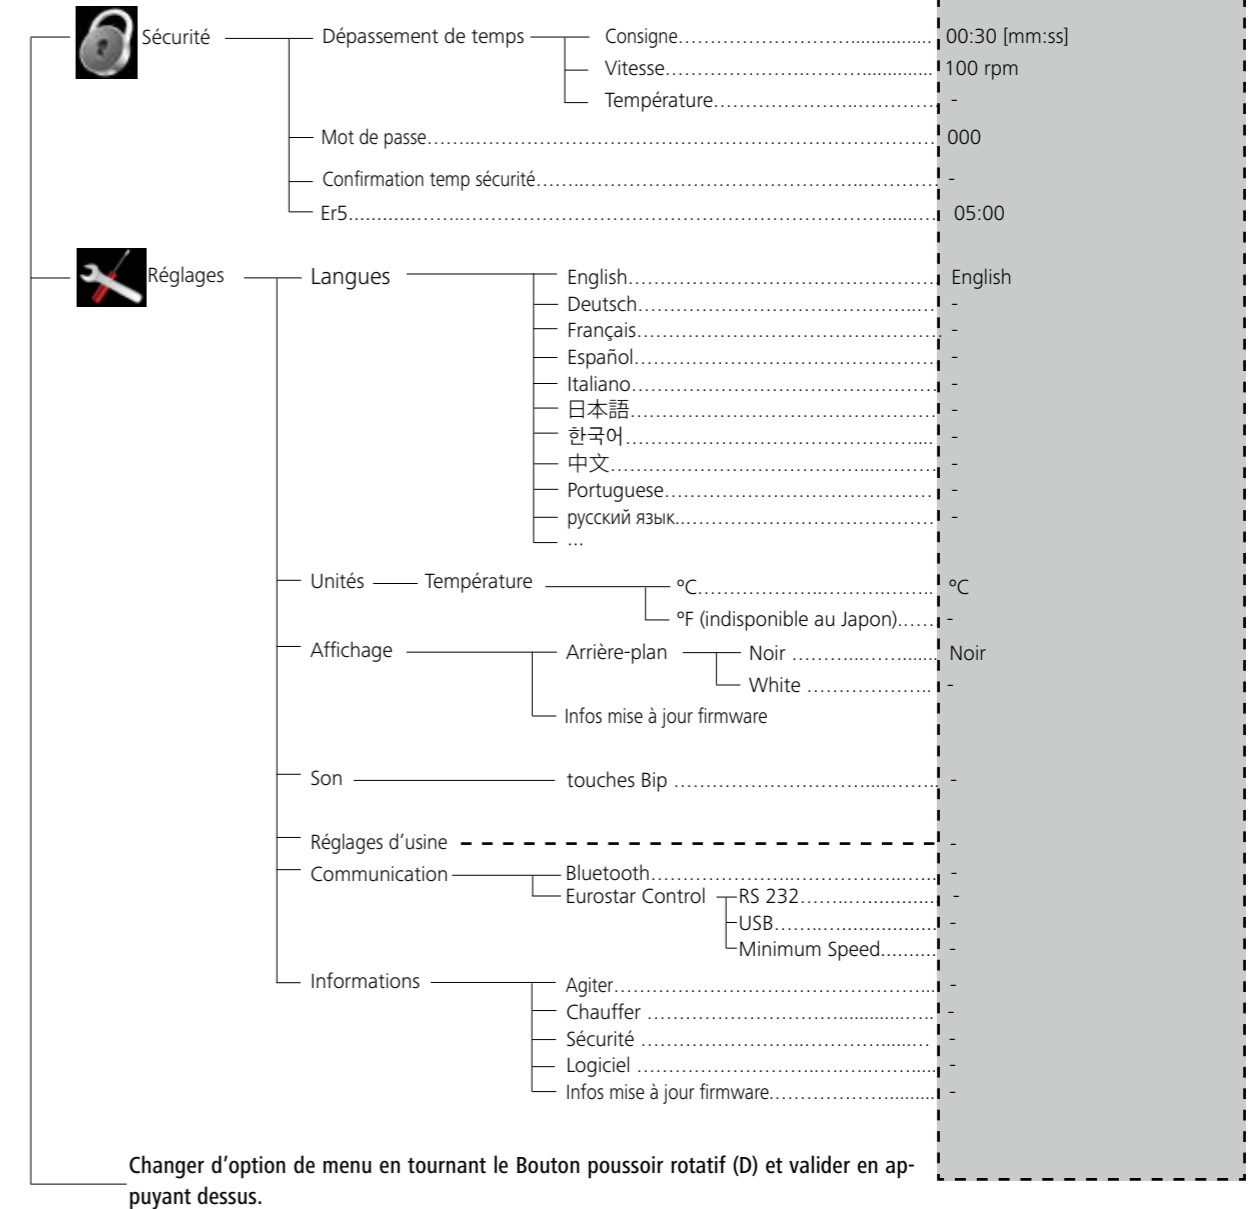 Sécurité Dépassement de temps Consigne 00:30 [mm:ss]
Vitesse 100 rpm
Température -
Mot de passe 000
Confirmation temp sécurité -
Er5 05:00
Réglages Langues English English
Deutsch -
Français -
Español -
Italiano -
日本語 -
한국어 -
中文 -
Portuguese -
русский язык -
...
Unités Température ºC ºC
ºF (indisponible au Japon) -
Affichage Arrière-plan Noir Noir
White -
Infos mise à jour firmware
Son touches Bip -
Réglages d’usine -
Communication Bluetooth -
Eurostar Control RS 232 -
USB -
Minimum Speed -
Informations Agiter -
Chauffer -
Sécurité -
Logiciel -
Infos mise à jour firmware -
Changer d’option de menu en tournant le Bouton poussoir rotatif (D) et valider en ap-
puyant dessus.